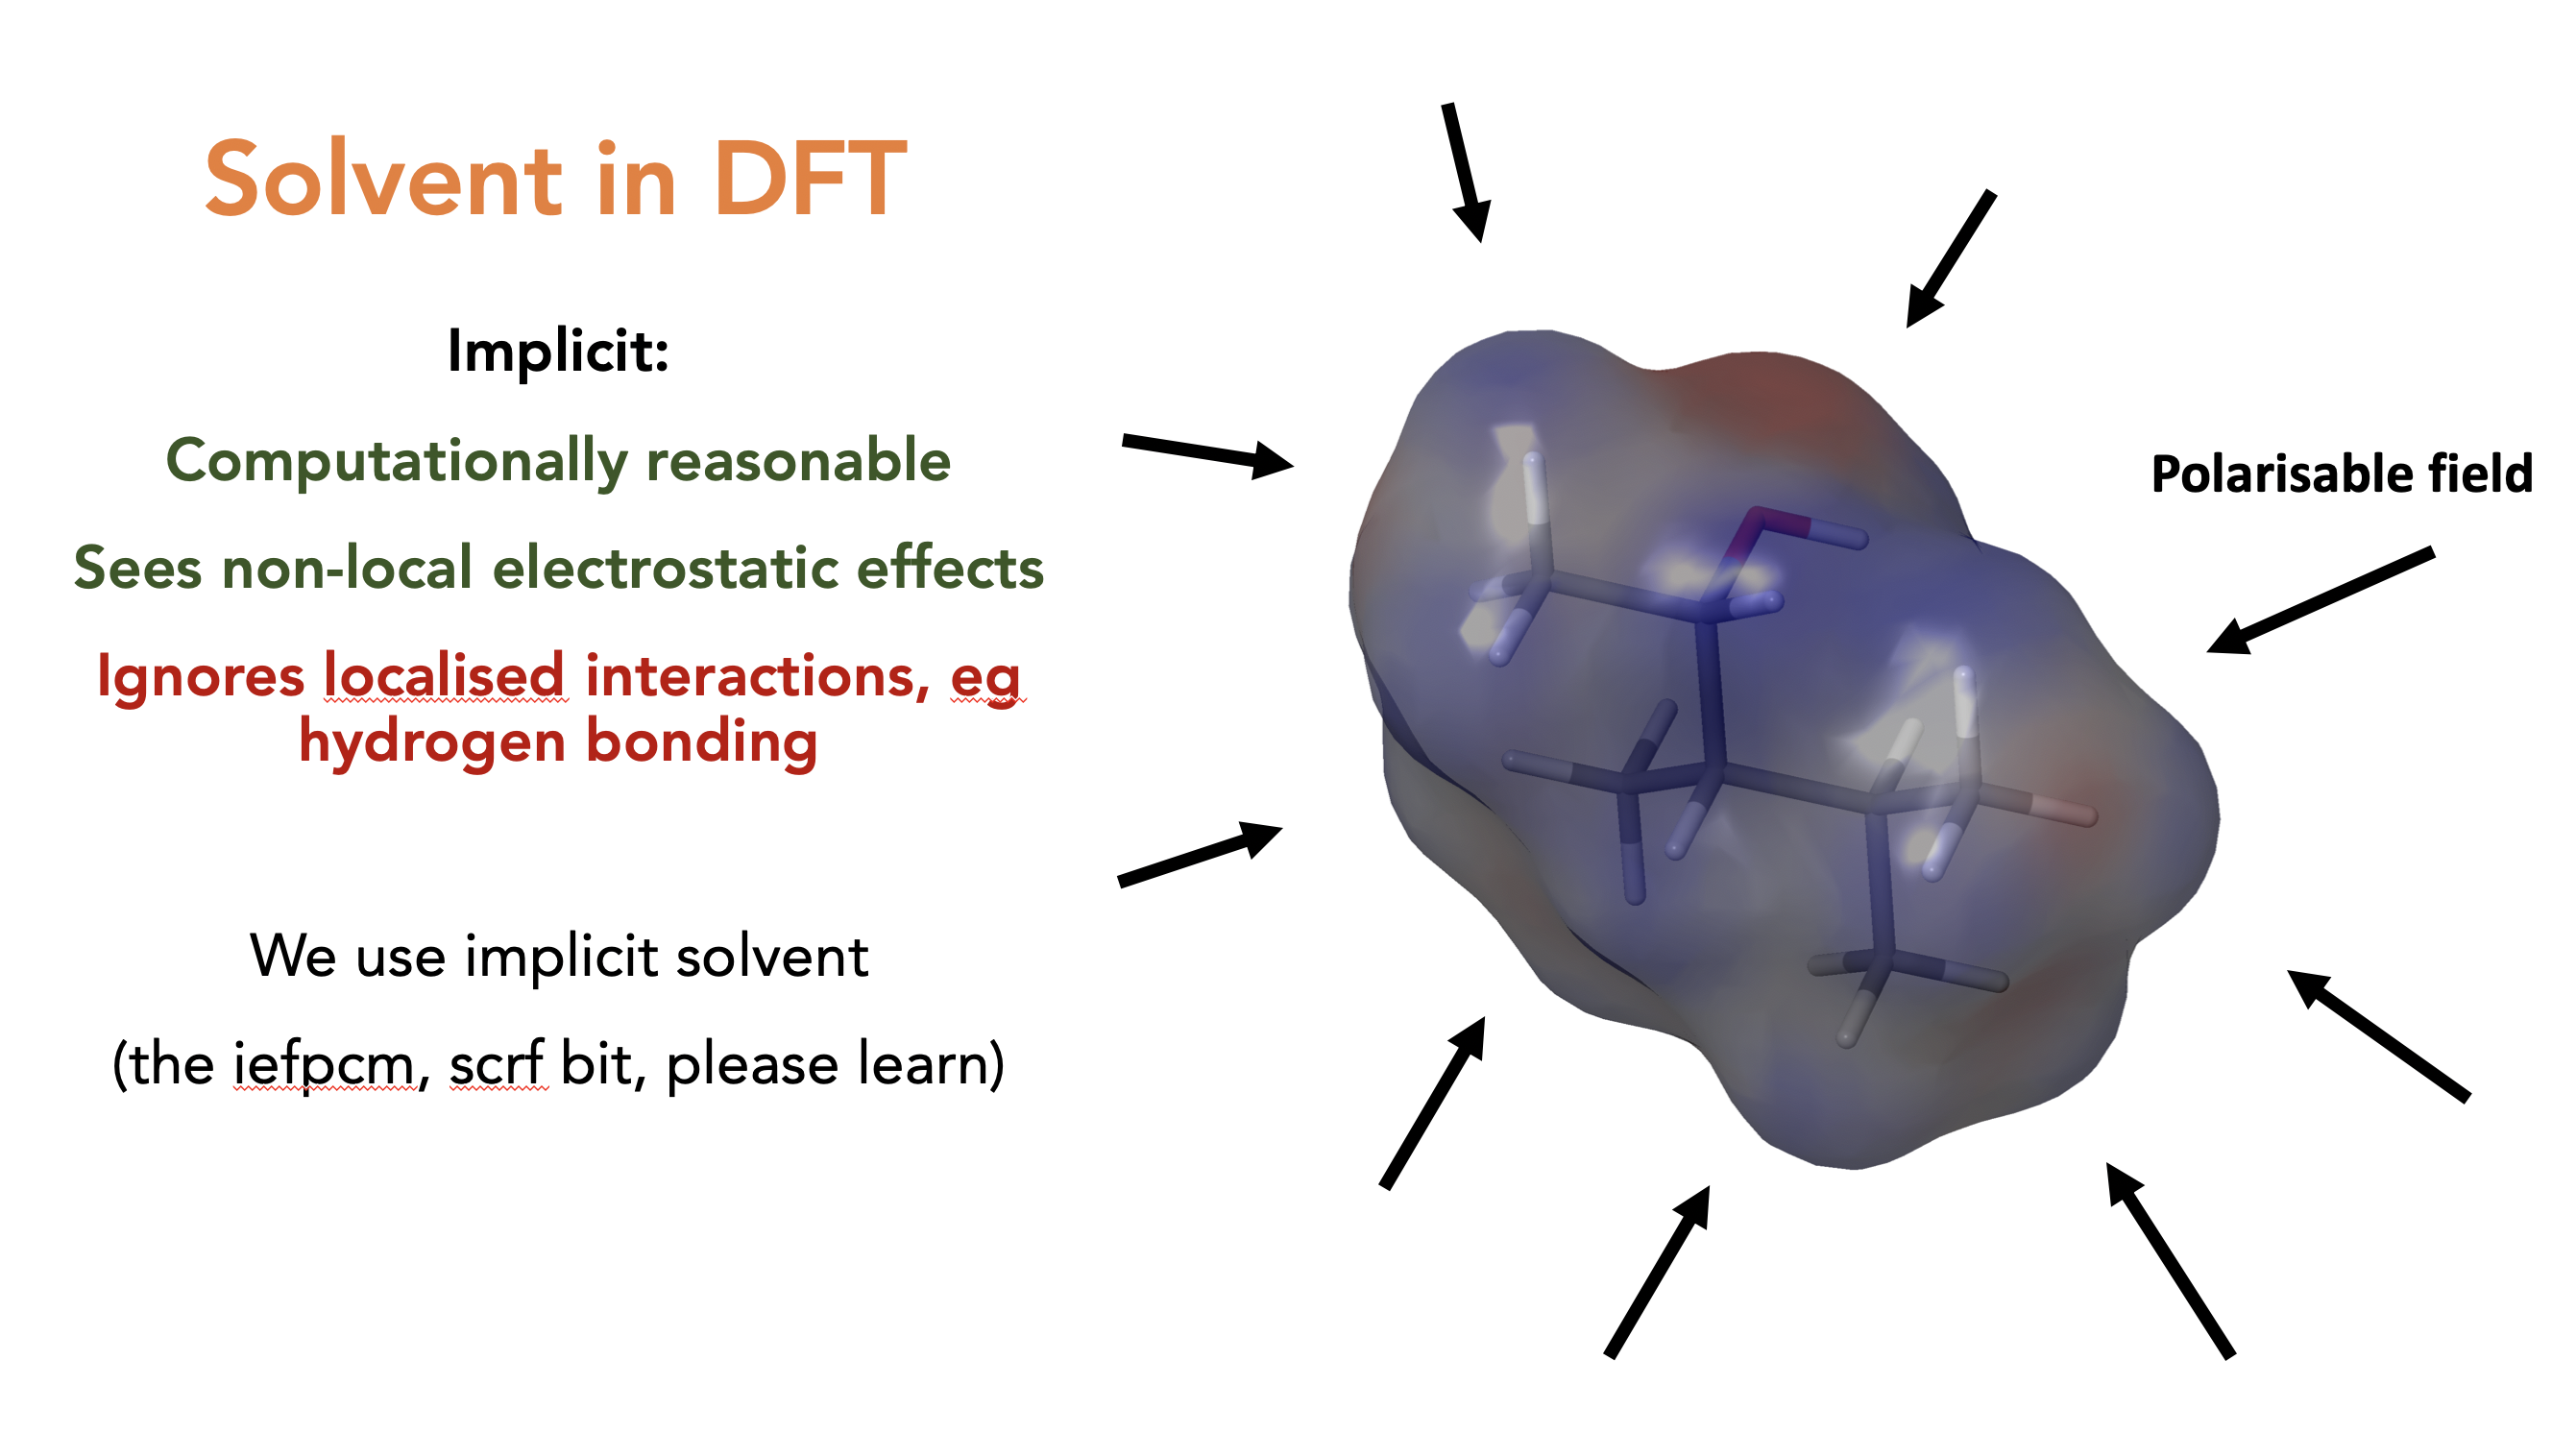 Solvent in DFT
Implicit:
Computationally reasonable
Sees non-local electrostatic effects
Ignores localised interactions, eg
hydrogen bonding
We use implicit solvent
(the iefpcm, scrf bit, please learn)
Polarisable field